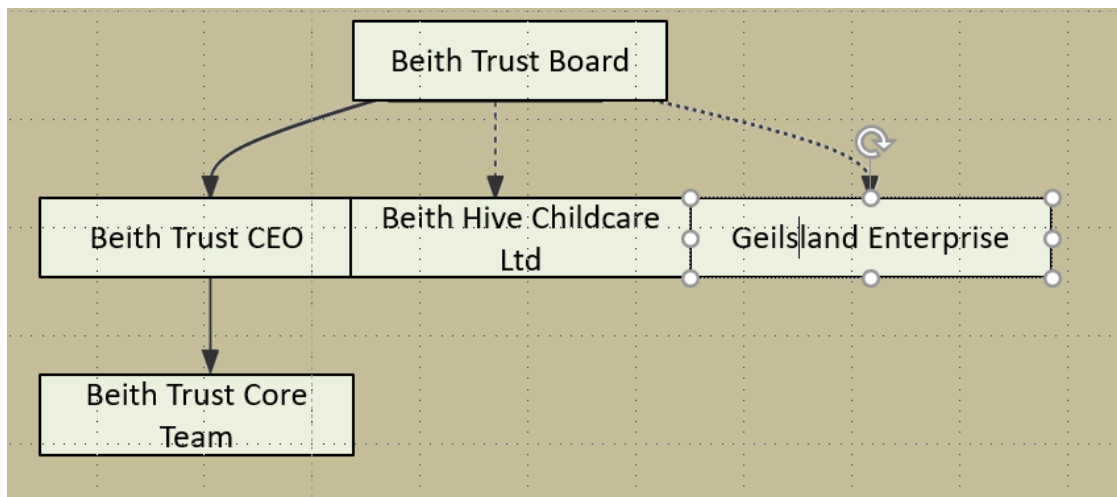 Beith Trust Board
Beith Trust CEO
Beith Hive Childcare
Ltd
Geilsland Enterprise
Beith Trust Core
Team